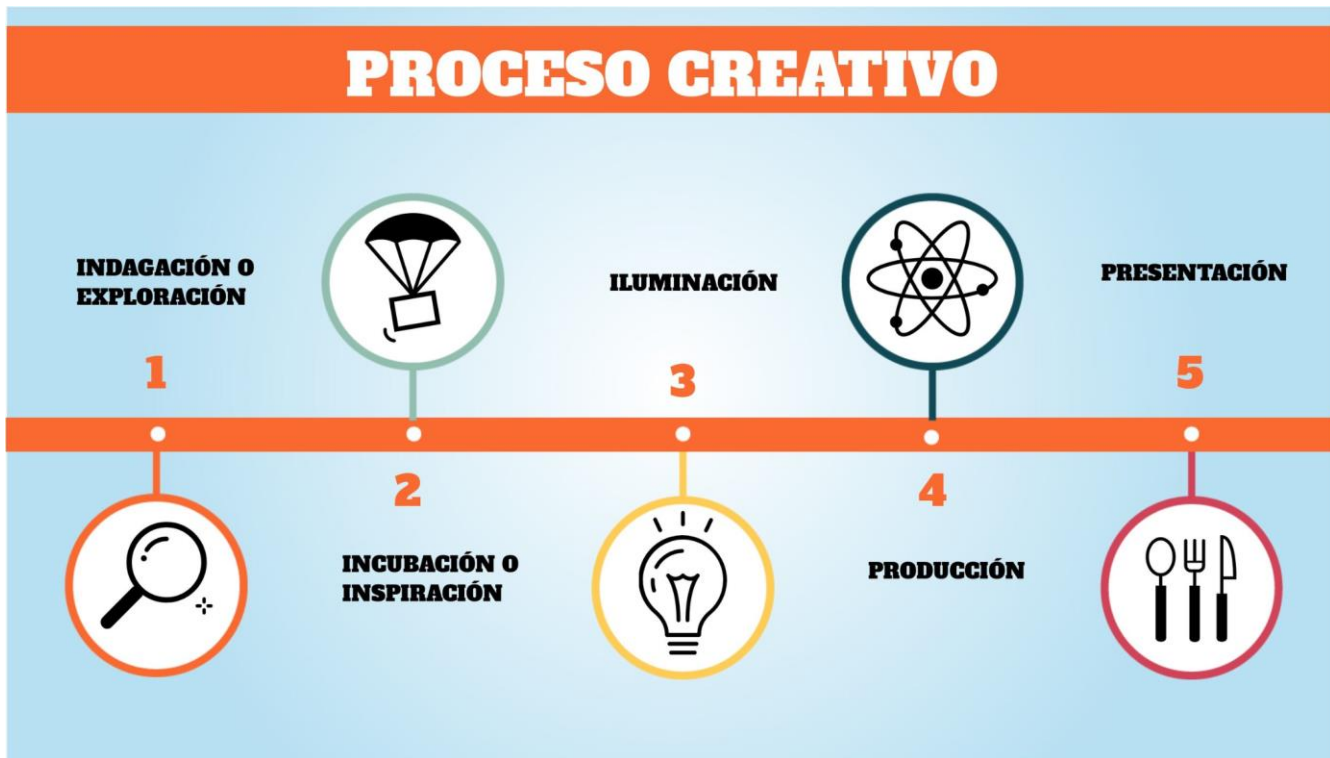 PROCESO CREATIVO
INDAGACIÓN O
EXPLORACIÓN
1
2
INCUBACIÓN O
INSPIRACIÓN
ILUMINACIÓN
3
4
PRODUCCIÓN
PRESENTACIÓN
5